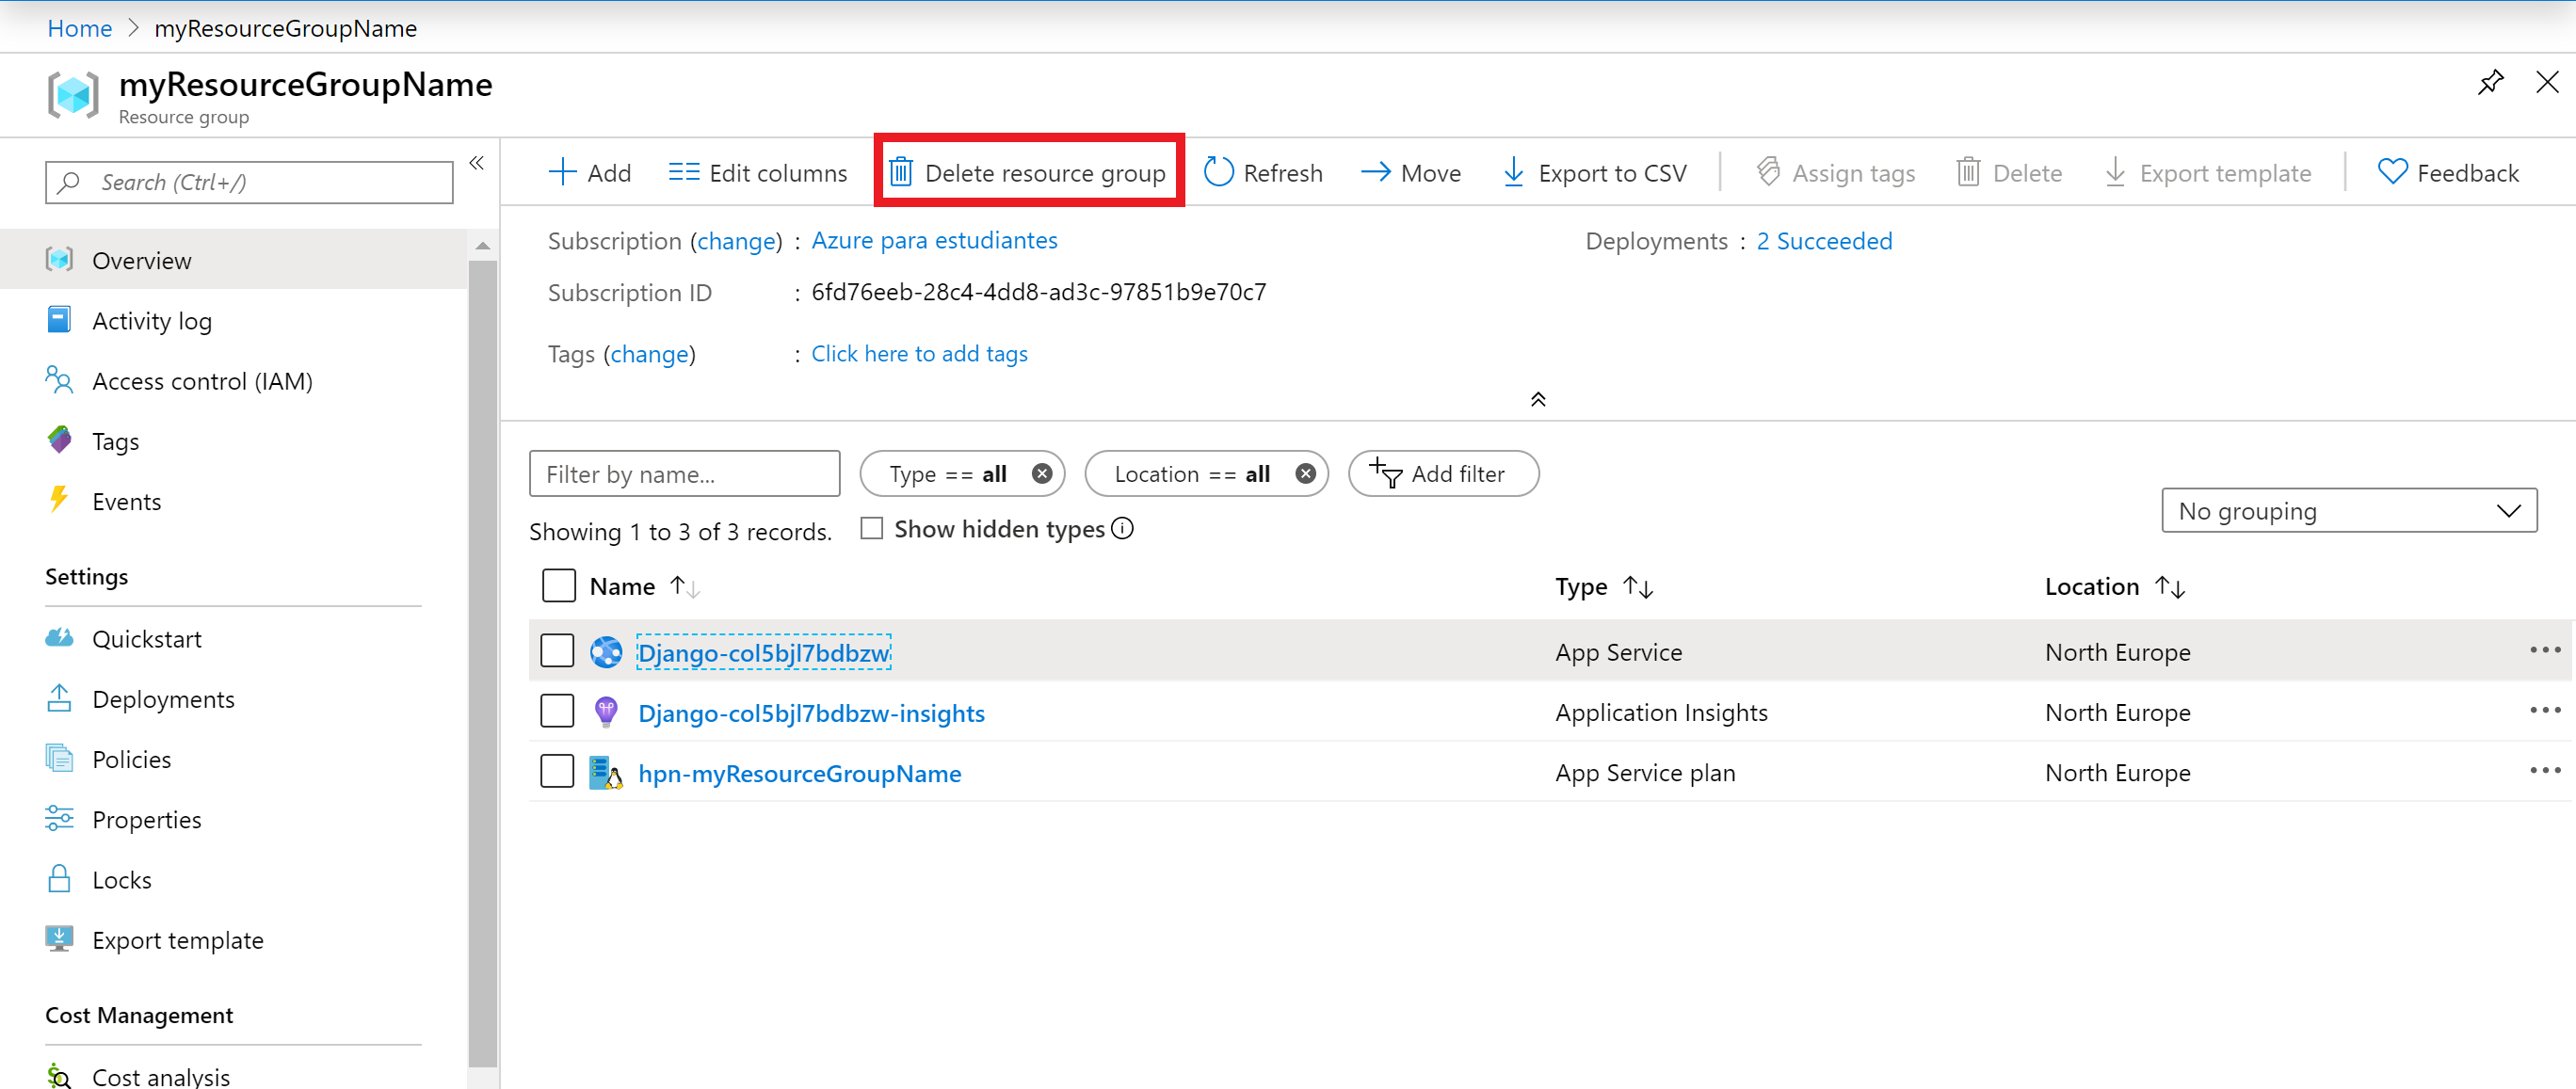 Home > myResourceGroupName
myResourceGroupName
Resource group
Search (Ctrl+/)
Overview
Activity log
Access control (IAM)
Tags
Events
Settings
Quickstart
Deployments
Policies
Properties
Locks
Export template
Cost Management
Cost analysis
Add Edit columns Delete resource group Refresh Move Export to CSV Assign tags Delete Export template Feedback
Subscription (change) : Azure para estudiantes Deployments : 2 Succeeded
Subscription ID : 6fd76eeb-28c4-4dd8-ad3c-97851b9e70c7
Tags (change) : Click here to add tags
Filter by name... Type == all Location == all Add filter
No grouping
Showing 1 to 3 of 3 records. Show hidden types
Name Type Location
Django-col5bjl7bdbzw App Service North Europe
Django-col5bjl7bdbzw-insights Application Insights North Europe
hpn-myResourceGroupName App Service plan North Europe